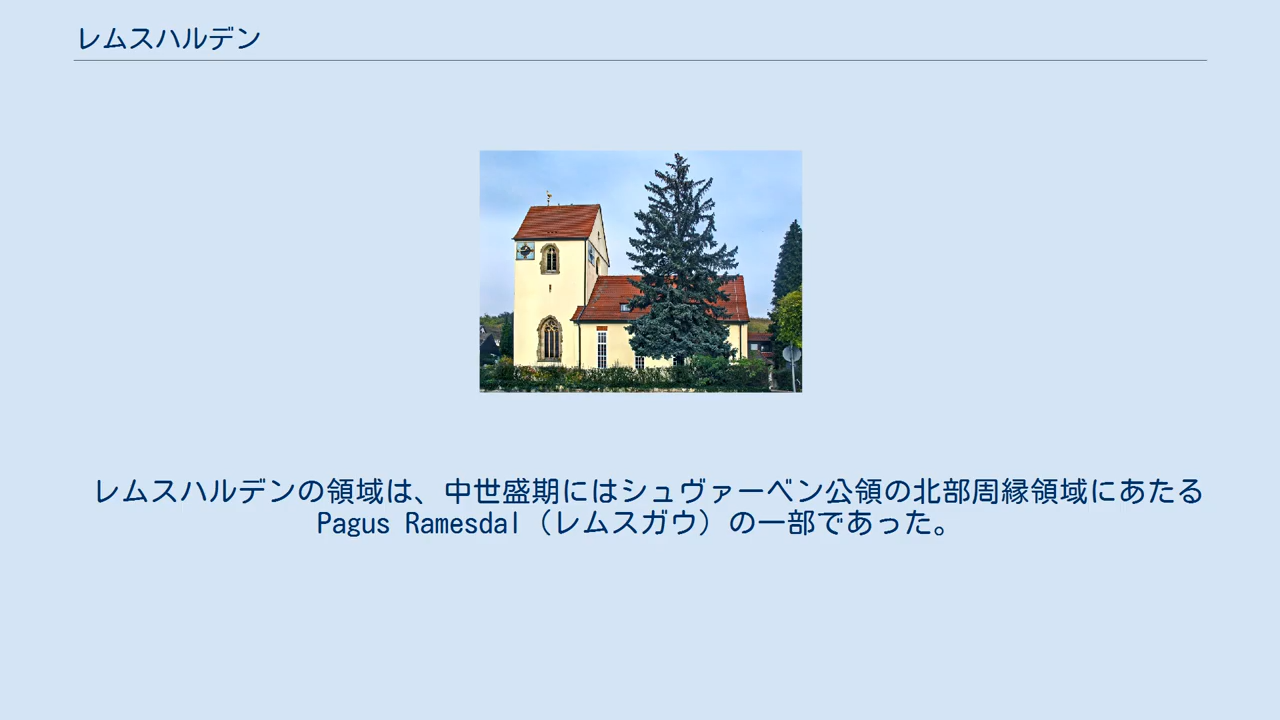 レムスハルデン
レムスハルデンの領域は、中世盛期にはシュヴァーベン公領の北部周縁領域にあたる
Pagus Ramesdal（レムスガウ）の一部であった。